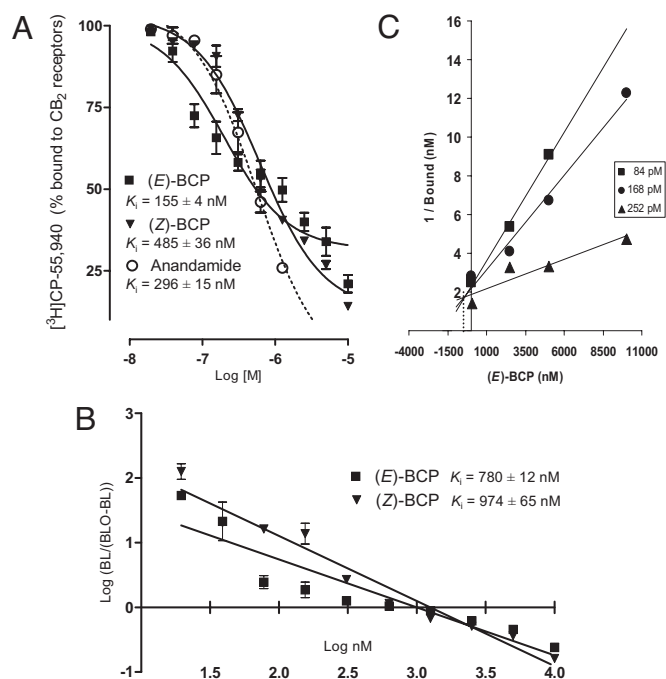 A
[³H]CP-55,940 (% bound to CB₂ receptors)
100
75
50
25
(E)-BCP
Kᵢ = 155 ± 4 nM
(Z)-BCP
Kᵢ = 485 ± 36 nM
Anandamide
Kᵢ = 296 ± 15 nM
-8 -7 -6 -5
Log [M]
C
1 / Bound (nM)
16
14
12
10
8
6
4
2
84 pM
168 pM
252 pM
-4000 -1500 1000 3500 6000 8500 11000
(E)-BCP (nM)
B
Log (BL/(BLO-BL))
3
2
1
0
-1
(E)-BCP Kᵢ = 780 ± 12 nM
(Z)-BCP Kᵢ = 974 ± 65 nM
Log nM
1.5 2.0 2.5 3.0 3.5 4.0